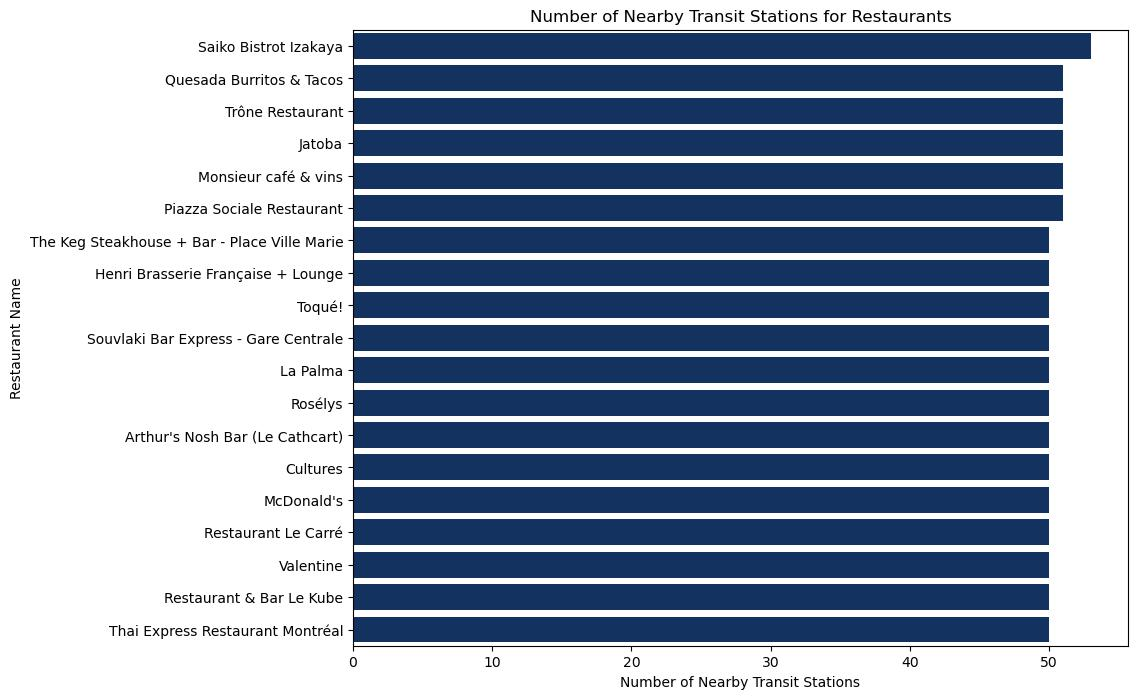 Number of Nearby Transit Stations for Restaurants
Restaurant Name
Saiko Bistrot Izakaya
Quesada Burritos & Tacos
Trône Restaurant
Jatoba
Monsieur café & vins
Piazza Sociale Restaurant
The Keg Steakhouse + Bar - Place Ville Marie
Henri Brasserie Française + Lounge
Toqué!
Souvlaki Bar Express - Gare Centrale
La Palma
Rosélys
Arthur's Nosh Bar (Le Cathcart)
Cultures
McDonald's
Restaurant Le Carré
Valentine
Restaurant & Bar Le Kube
Thai Express Restaurant Montréal
0 10 20 30 40 50
Number of Nearby Transit Stations